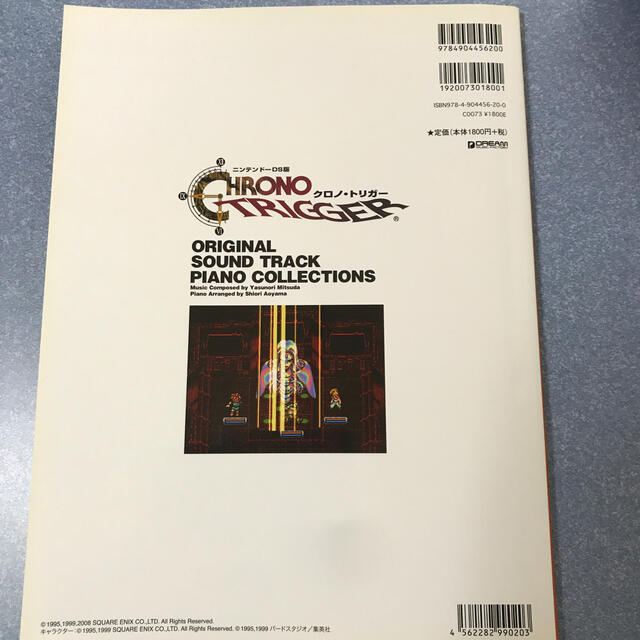 9784904456200
1920073018001
ISBN978-4-904456-20-0
C0073 ¥1800E
★定価(本体1800円+税)
DREAM
ニンテンドーDS版
XI
IX
VI
CHRONO
クロノ・トリガー
TRIGGER®
ORIGINAL
SOUND TRACK
PIANO COLLECTIONS
Music Composed by Yasunori Mitsuda
Piano Arranged by Shiori Aoyama
©1995,1999,2008 SQUARE ENIX CO.,LTD. All Rights Reserved.
キャラクター:©1995,1999 SQUARE ENIX CO.,LTD. All Rights Reserved. ©1995,1999 バードスタジオ/集英社
4 562282 990203